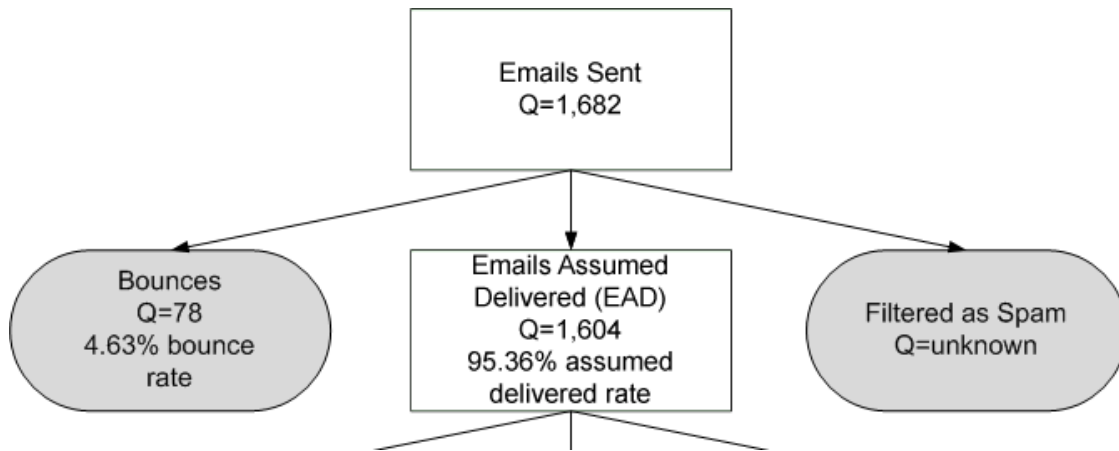 Emails Sent
Q=1,682
Bounces
Q=78
4.63% bounce
rate
Emails Assumed
Delivered (EAD)
Q=1,604
95.36% assumed
delivered rate
Filtered as Spam
Q=unknown